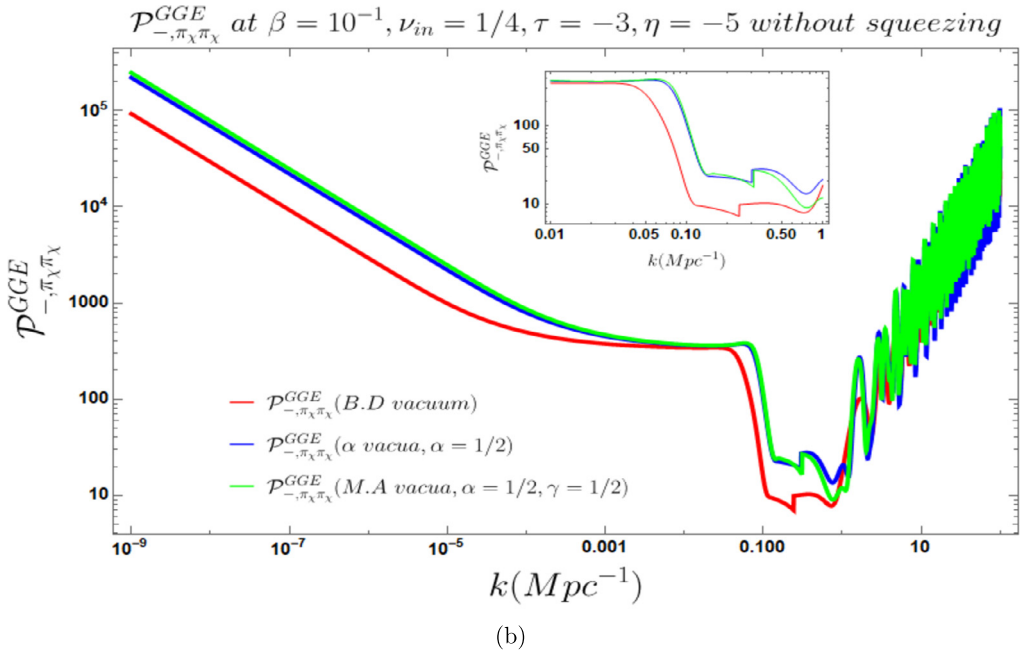 𝒫^{GGE}_{−,π_χπ_χ} at β = 10^{−1}, ν_{in} = 1/4, τ = −3, η = −5 without squeezing
𝒫^{GGE}_{−,π_χπ_χ}
10^5
10^4
1000
100
10
10^{−9}
10^{−7}
10^{−5}
0.001
0.100
10
k(Mpc^{−1})
𝒫^{GGE}_{−,π_χπ_χ}
100
50
10
0.01
0.05
0.10
0.50
1
k(Mpc^{−1})
𝒫^{GGE}_{−,π_χπ_χ}(B.D vacuum)
𝒫^{GGE}_{−,π_χπ_χ}(α vacua, α = 1/2)
𝒫^{GGE}_{−,π_χπ_χ}(M.A vacua, α = 1/2, γ = 1/2)
(b)